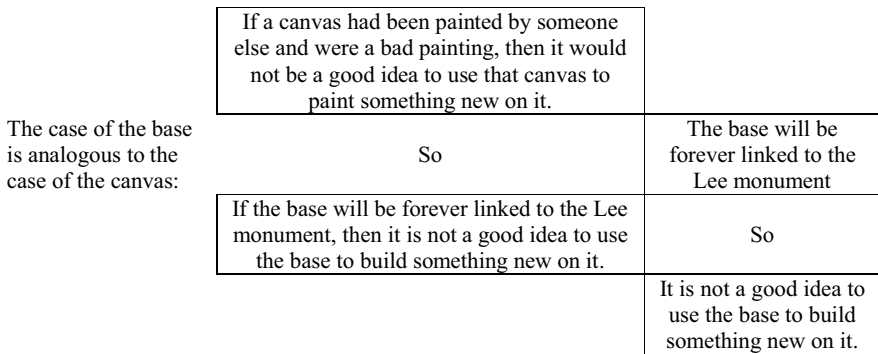 If a canvas had been painted by someone
else and were a bad painting, then it would
not be a good idea to use that canvas to
paint something new on it.
The case of the base
is analogous to the
case of the canvas:
So
The base will be
forever linked to the
Lee monument
If the base will be forever linked to the Lee
monument, then it is not a good idea to use
the base to build something new on it.
So
It is not a good idea to
use the base to build
something new on it.